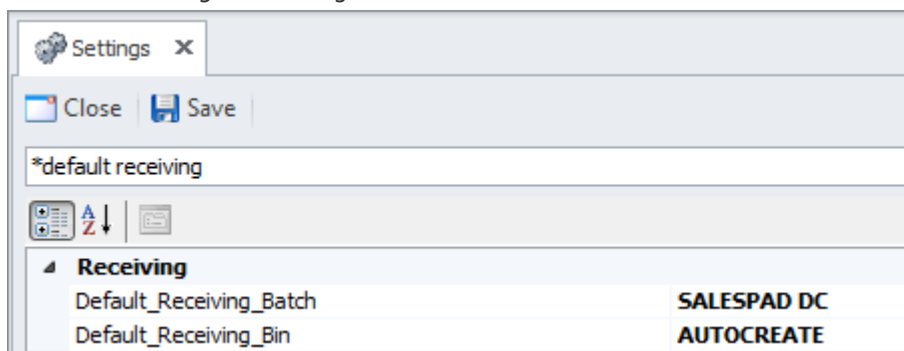 Settings X
Close Save
*default receiving
A
Z
Receiving
Default_Receiving_Batch SALESPAD DC
Default_Receiving_Bin AUTOCREATE